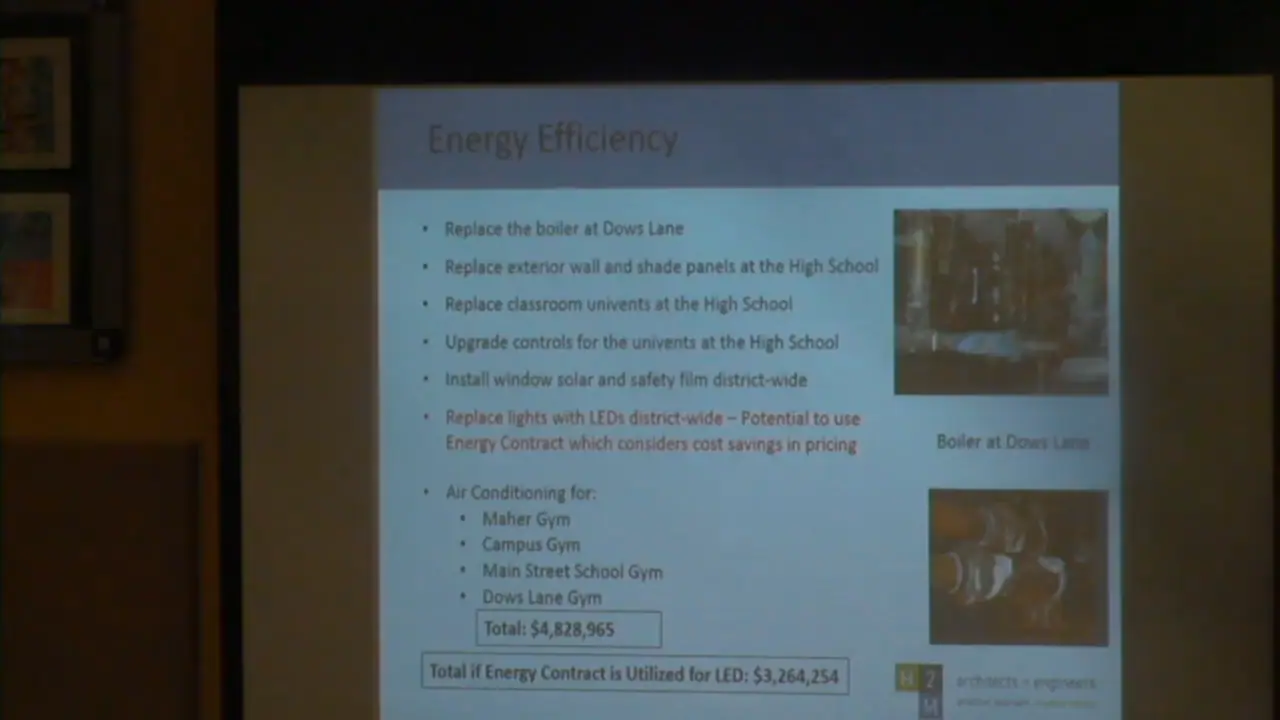 Energy Efficiency
• Replace the boiler at Dows Lane
• Replace exterior wall and shade panels at the High School
• Replace classroom univents at the High School
• Upgrade controls for the univents at the High School
• Install window solar and safety film district-wide
• Replace lights with LEDs district-wide – Potential to use
Energy Contract which considers cost savings in pricing
Boiler at Dows Lane
• Air Conditioning for:
• Maher Gym
• Campus Gym
• Main Street School Gym
• Dows Lane Gym
Total: $4,828,965
Total if Energy Contract is Utilized for LED: $3,264,254
H2
M
architects + engineers